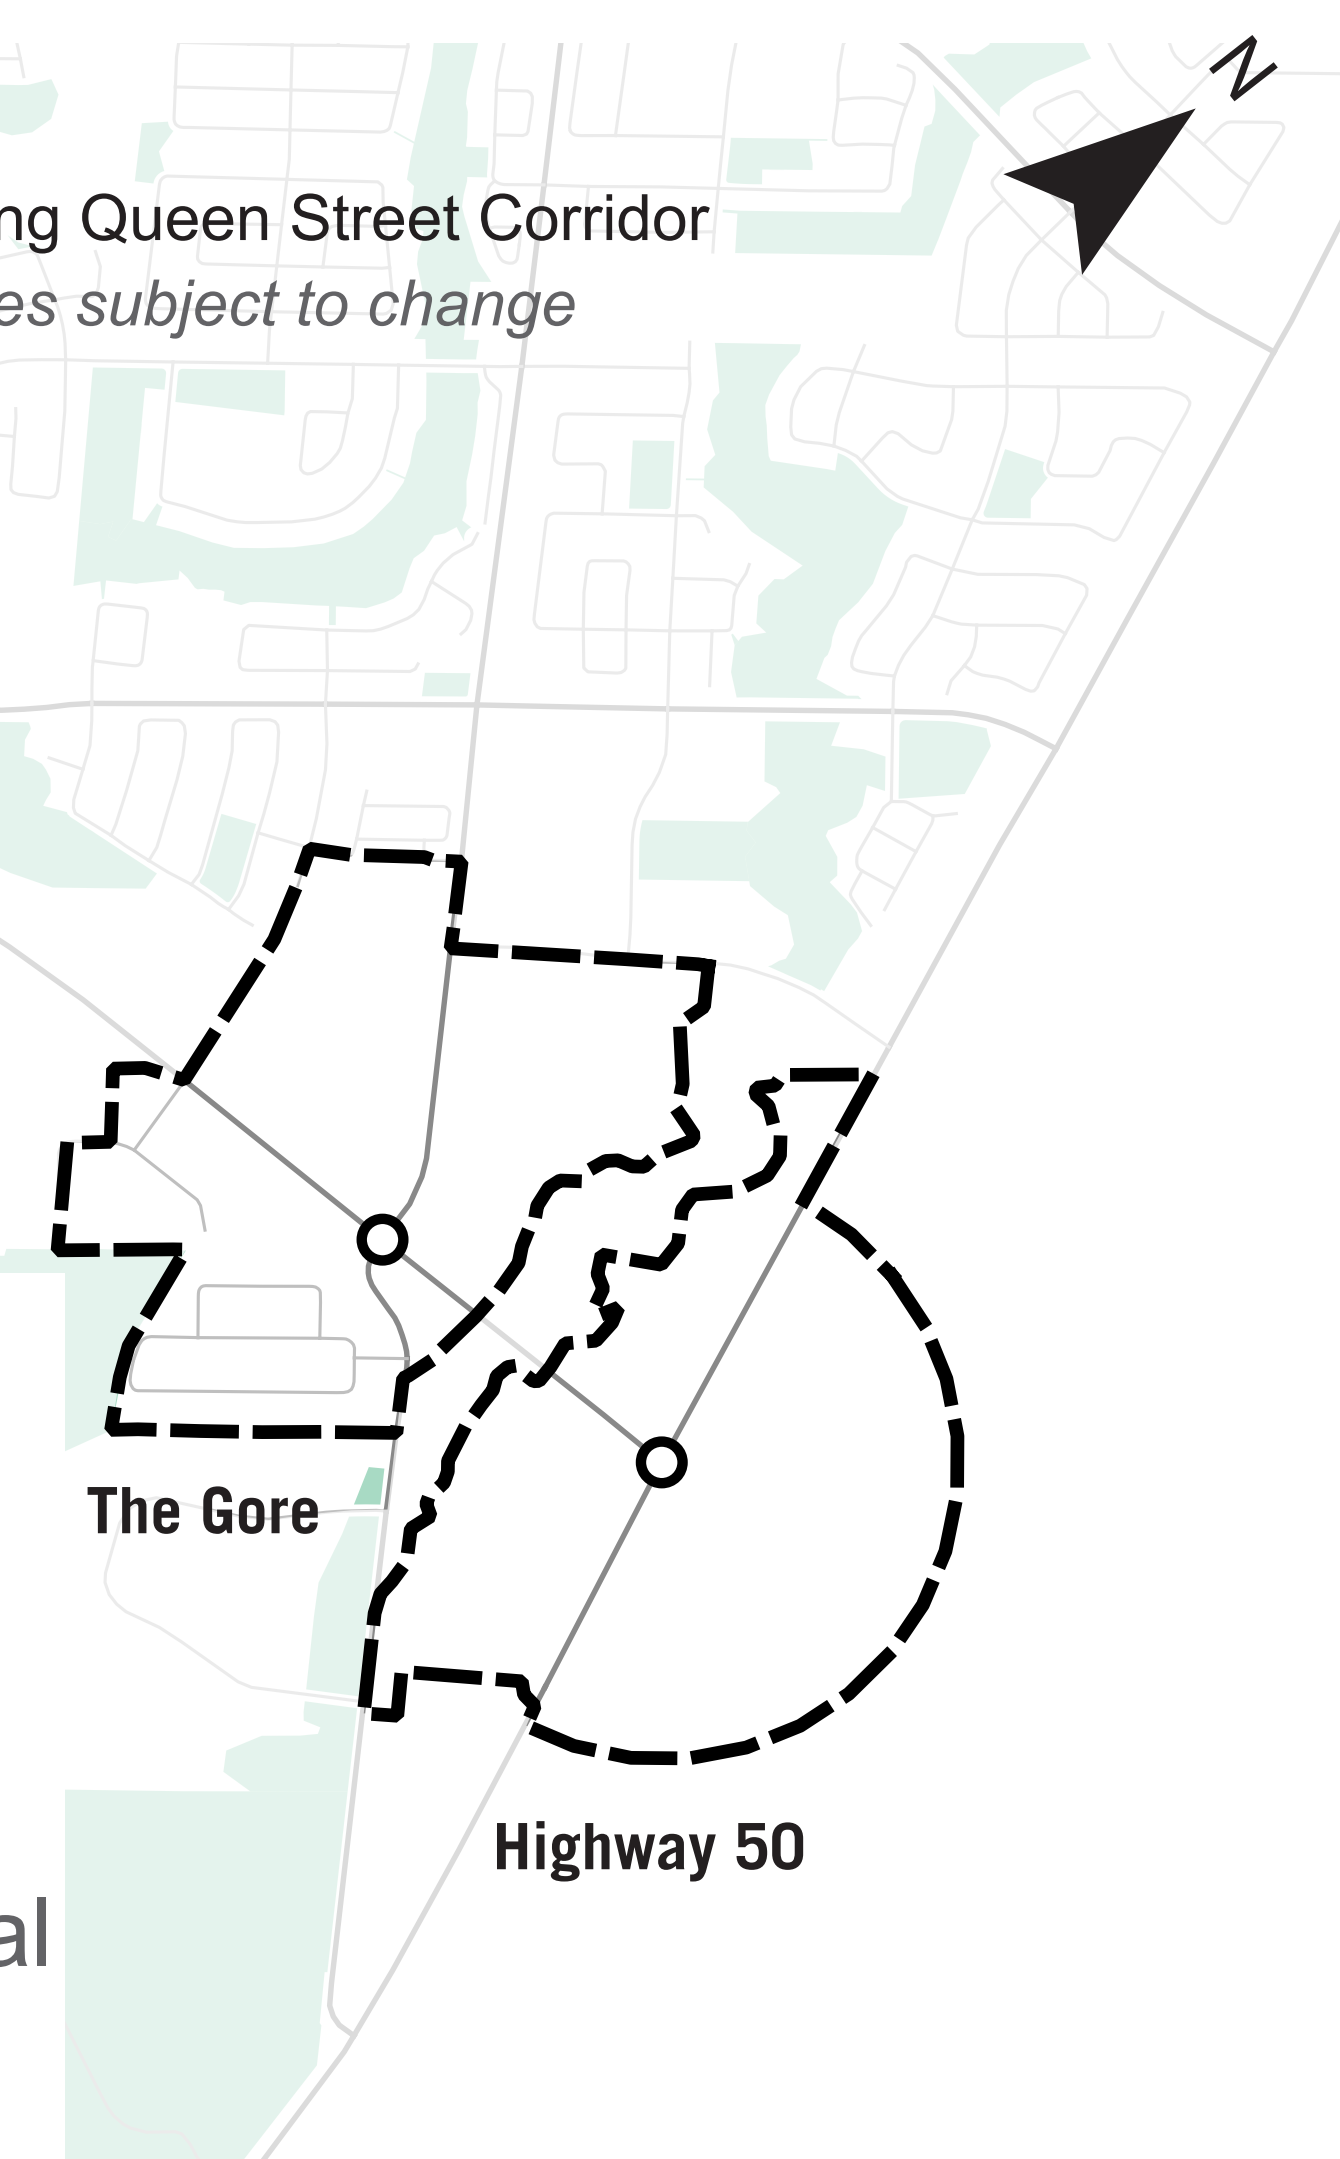 N
ng Queen Street Corridor
es subject to change
The Gore
Highway 50
al